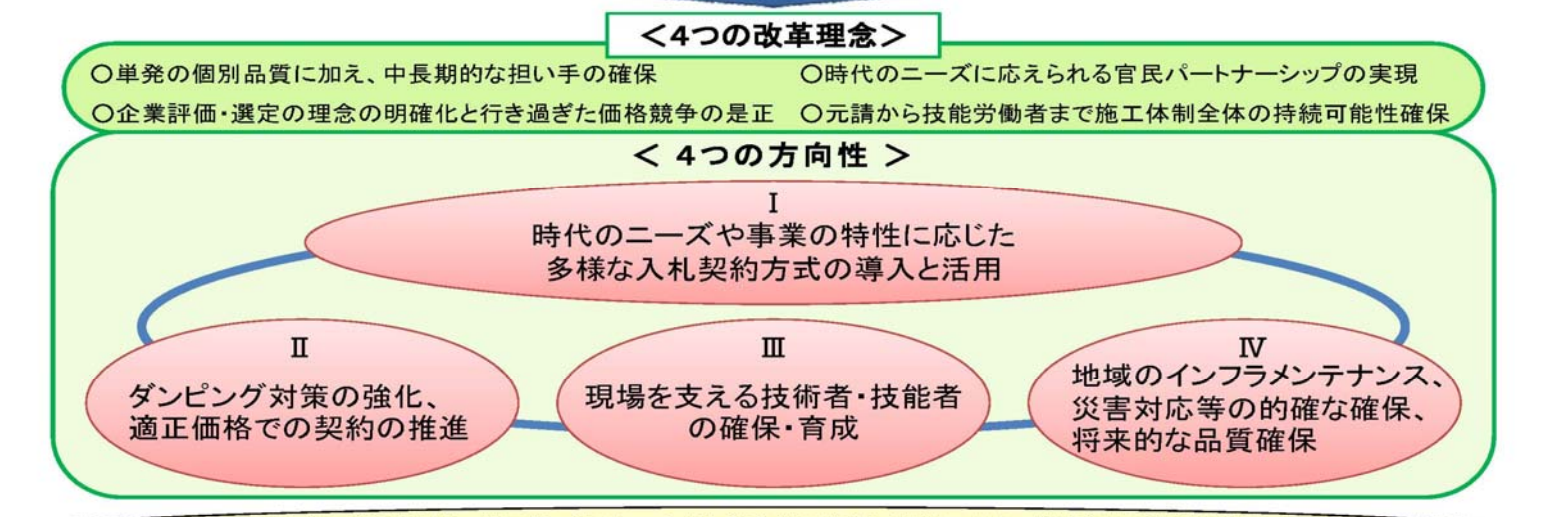 ＜4つの改革理念＞
○単発の個別品質に加え、中長期的な担い手の確保
○時代のニーズに応えられる官民パートナーシップの実現
○企業評価・選定の理念の明確化と行き過ぎた価格競争の是正
○元請から技能労働者まで施工体制全体の持続可能性確保
＜ 4つの方向性 ＞
Ⅰ
時代のニーズや事業の特性に応じた
多様な入札契約方式の導入と活用
Ⅱ
ダンピング対策の強化、
適正価格での契約の推進
Ⅲ
現場を支える技術者・技能者
の確保・育成
Ⅳ
地域のインフラメンテナンス、
災害対応等の的確な確保、
将来的な品質確保